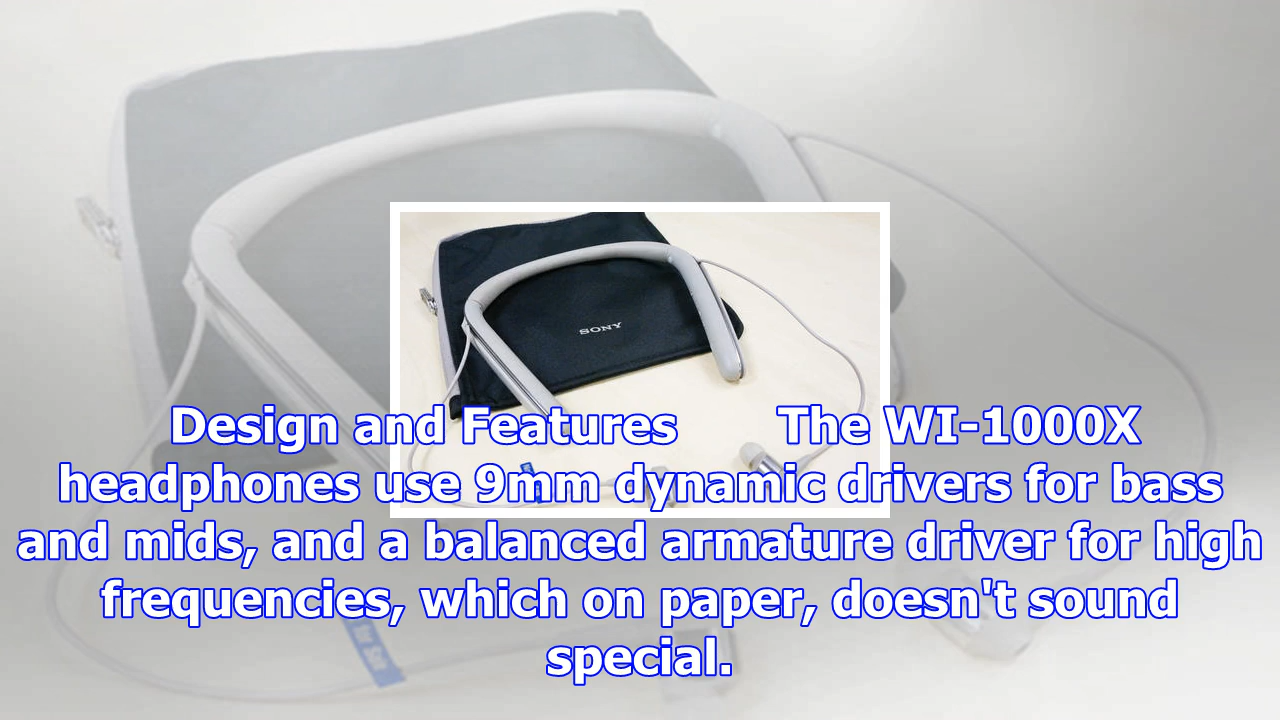 SONY
Design and Features The WI-1000X
headphones use 9mm dynamic drivers for bass
and mids, and a balanced armature driver for high
frequencies, which on paper, doesn't sound
special.